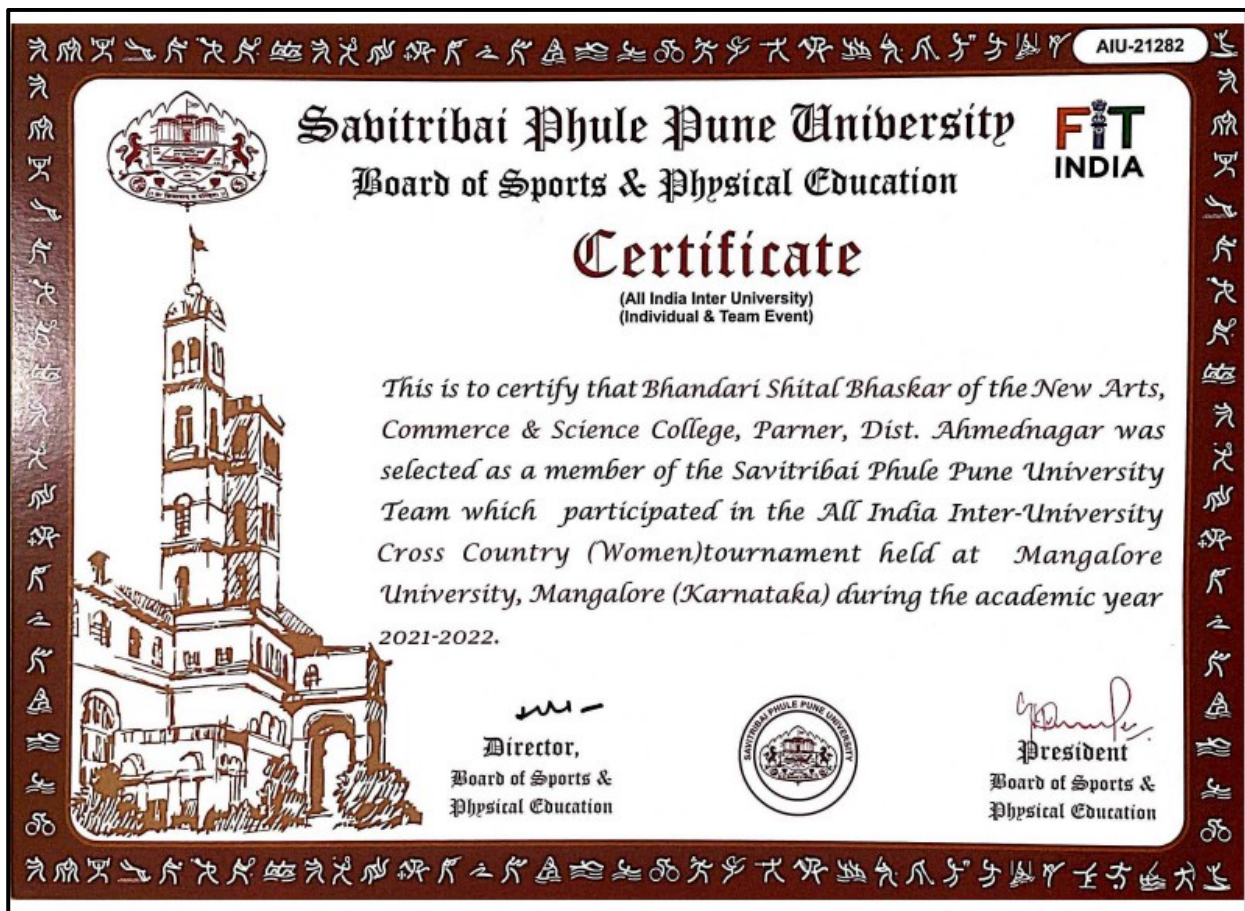 AIU-21282
Savitribai Phule Pune University
Board of Sports & Physical Education
FiT
INDIA
Certificate
(All India Inter University)
(Individual & Team Event)
This is to certify that Bhandari Shital Bhaskar of the New Arts,
Commerce & Science College, Parner, Dist. Ahmednagar was
selected as a member of the Savitribai Phule Pune University
Team which participated in the All India Inter-University
Cross Country (Women)tournament held at Mangalore
University, Mangalore (Karnataka) during the academic year
2021-2022.
Director,
Board of Sports &
Physical Education
SAVITRIBAI PHULE PUNE UNIVERSITY
President
Board of Sports &
Physical Education